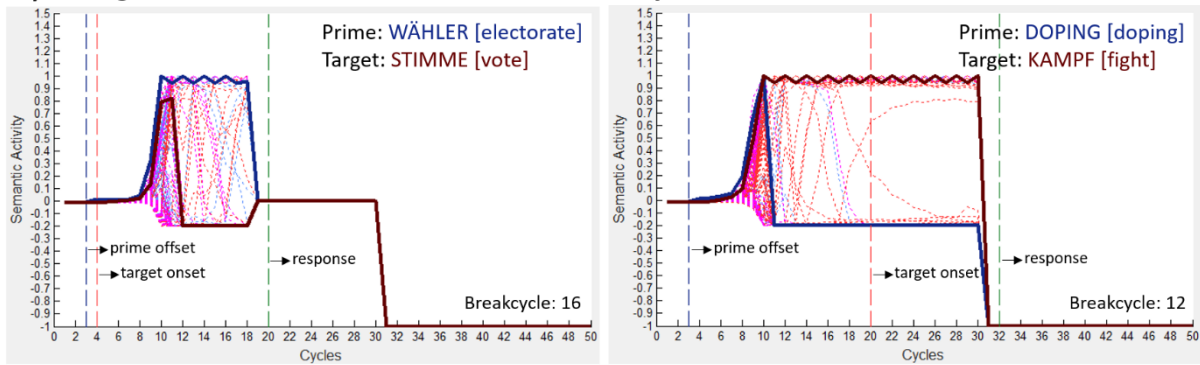 1.5
1.4
1.3
1.2
1.1
1
0.9
0.8
0.7
0.6
0.5
0.4
0.3
0.2
0.1
0
-0.1
-0.2
-0.3
-0.4
-0.5
-0.6
-0.7
-0.8
-0.9
-1
Semantic Activity
Prime: WÄHLER [electorate]
Target: STIMME [vote]
prime offset
target onset
response
Breakcycle: 16
0 2 4 6 8 10 12 14 16 18 20 22 24 26 28 30 32 34 36 38 40 42 44 46 48 50
Cycles
1.5
1.4
1.3
1.2
1.1
1
0.9
0.8
0.7
0.6
0.5
0.4
0.3
0.2
0.1
0
-0.1
-0.2
-0.3
-0.4
-0.5
-0.6
-0.7
-0.8
-0.9
-1
Semantic Activity
Prime: DOPING [doping]
Target: KAMPF [fight]
prime offset
target onset
response
Breakcycle: 12
0 2 4 6 8 10 12 14 16 18 20 22 24 26 28 30 32 34 36 38 40 42 44 46 48 50
Cycles